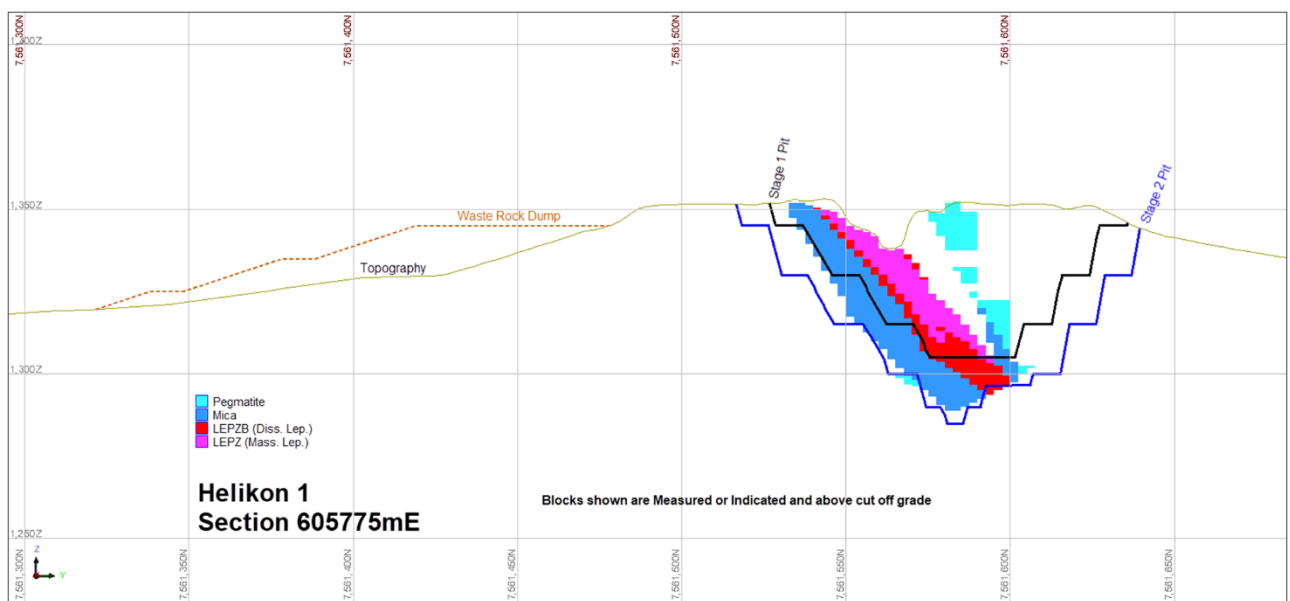 7,561,300N
7,561,400N
7,561,500N
7,561,600N
1,400Z
Stage 1 Pit
Stage 2 Pit
1,350Z
Waste Rock Dump
Topography
1,300Z
Pegmatite
Mica
LEPZB (Diss. Lep.)
LEPZ (Mass. Lep.)
Helikon 1
Section 605775mE
Blocks shown are Measured or Indicated and above cut off grade
1,250Z
Z
Y
7,561,300N
7,561,350N
7,561,400N
7,561,450N
7,561,500N
7,561,550N
7,561,600N
7,561,650N